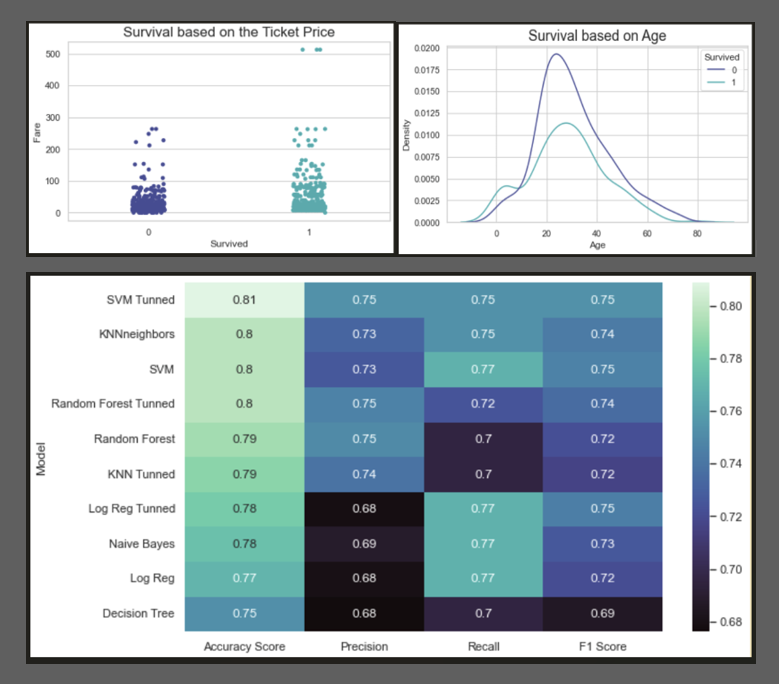 Survival based on the Ticket Price
500
400
300
200
100
0
Fare
0 1
Survived
Survival based on Age
0.0200
0.0175
0.0150
0.0125
0.0100
0.0075
0.0050
0.0025
0.0000
Density
Survived
0
1
0 20 40 60 80
Age
Model
SVM Tunned 0.81 0.75 0.75 0.75
KNNneighbors 0.8 0.73 0.75 0.74
SVM 0.8 0.73 0.77 0.75
Random Forest Tunned 0.8 0.75 0.72 0.74
Random Forest 0.79 0.75 0.7 0.72
KNN Tunned 0.79 0.74 0.7 0.72
Log Reg Tunned 0.78 0.68 0.77 0.75
Naive Bayes 0.78 0.69 0.77 0.73
Log Reg 0.77 0.68 0.77 0.72
Decision Tree 0.75 0.68 0.7 0.69
Accuracy Score Precision Recall F1 Score
0.80
0.78
0.76
0.74
0.72
0.70
0.68